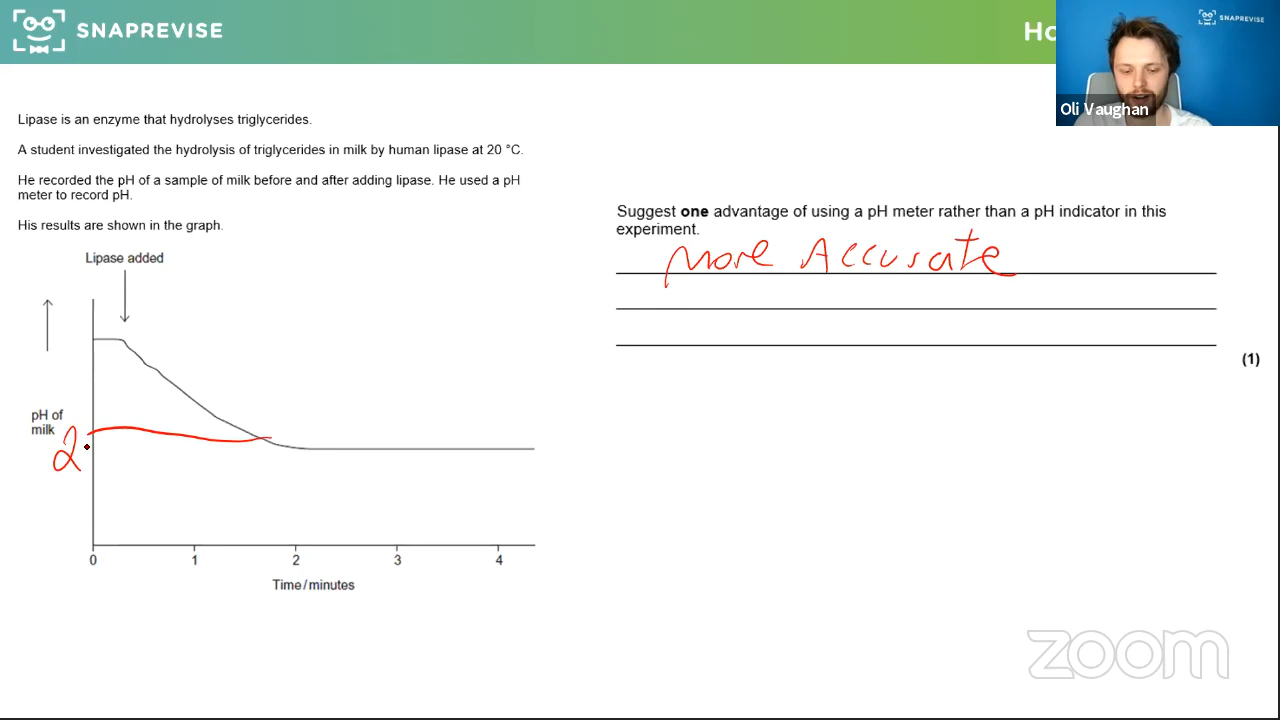 SNAPREVISE
SNAPREVISE
Oli Vaughan
Lipase is an enzyme that hydrolyses triglycerides.
A student investigated the hydrolysis of triglycerides in milk by human lipase at 20 °C.
He recorded the pH of a sample of milk before and after adding lipase. He used a pH
meter to record pH.
His results are shown in the graph.
Lipase added
pH of
milk
2
0 1 2 3 4
Time/minutes
Suggest one advantage of using a pH meter rather than a pH indicator in this
experiment.
More Accurate
(1)
zoom